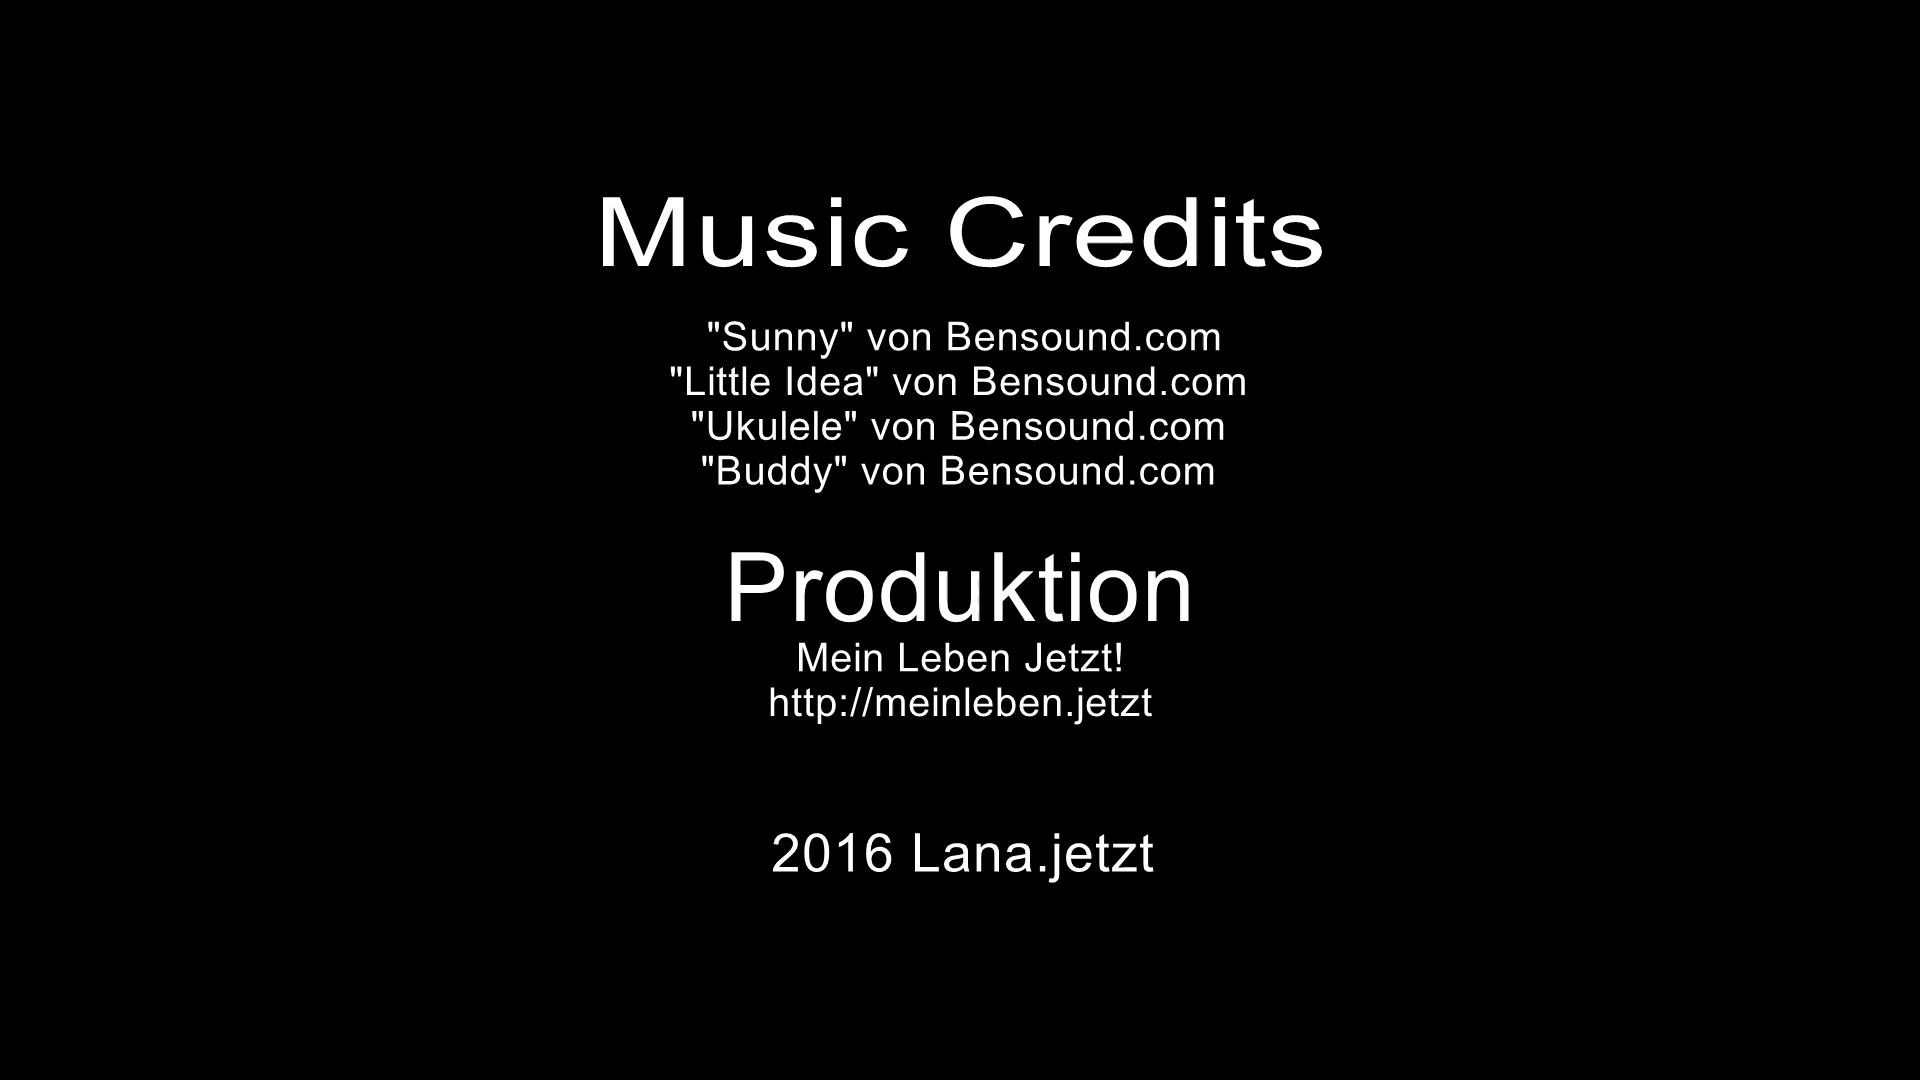 Music Credits
"Sunny" von Bensound.com
"Little Idea" von Bensound.com
"Ukulele" von Bensound.com
"Buddy" von Bensound.com
Produktion
Mein Leben Jetzt!
http://meinleben.jetzt
2016 Lana.jetzt